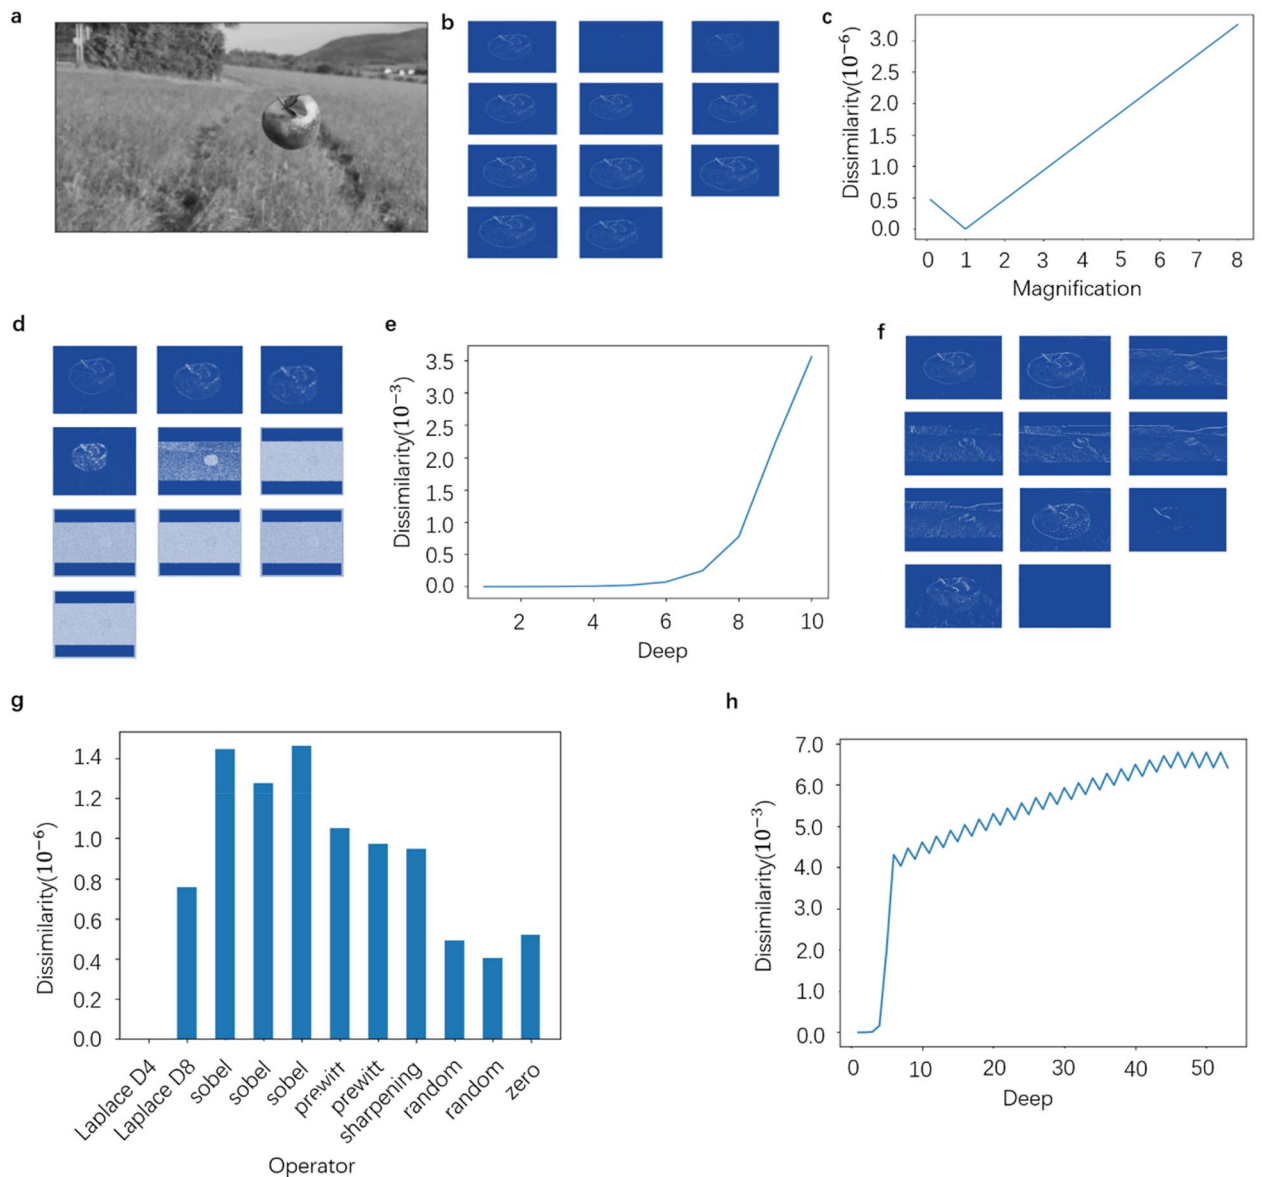 a
b
c
Dissimilarity(10⁻⁶)
3.0
2.5
2.0
1.5
1.0
0.5
0.0
0 1 2 3 4 5 6 7 8
Magnification
d
e
Dissimilarity(10⁻³)
3.5
3.0
2.5
2.0
1.5
1.0
0.5
0.0
2 4 6 8 10
Deep
f
g
Dissimilarity(10⁻⁶)
1.4
1.2
1.0
0.8
0.6
0.4
0.2
0.0
Laplace D4
Laplace D8
sobel
sobel
sobel
prewitt
prewitt
sharpening
random
random
zero
Operator
h
Dissimilarity(10⁻³)
7.0
6.0
5.0
4.0
3.0
2.0
1.0
0.0
0 10 20 30 40 50
Deep